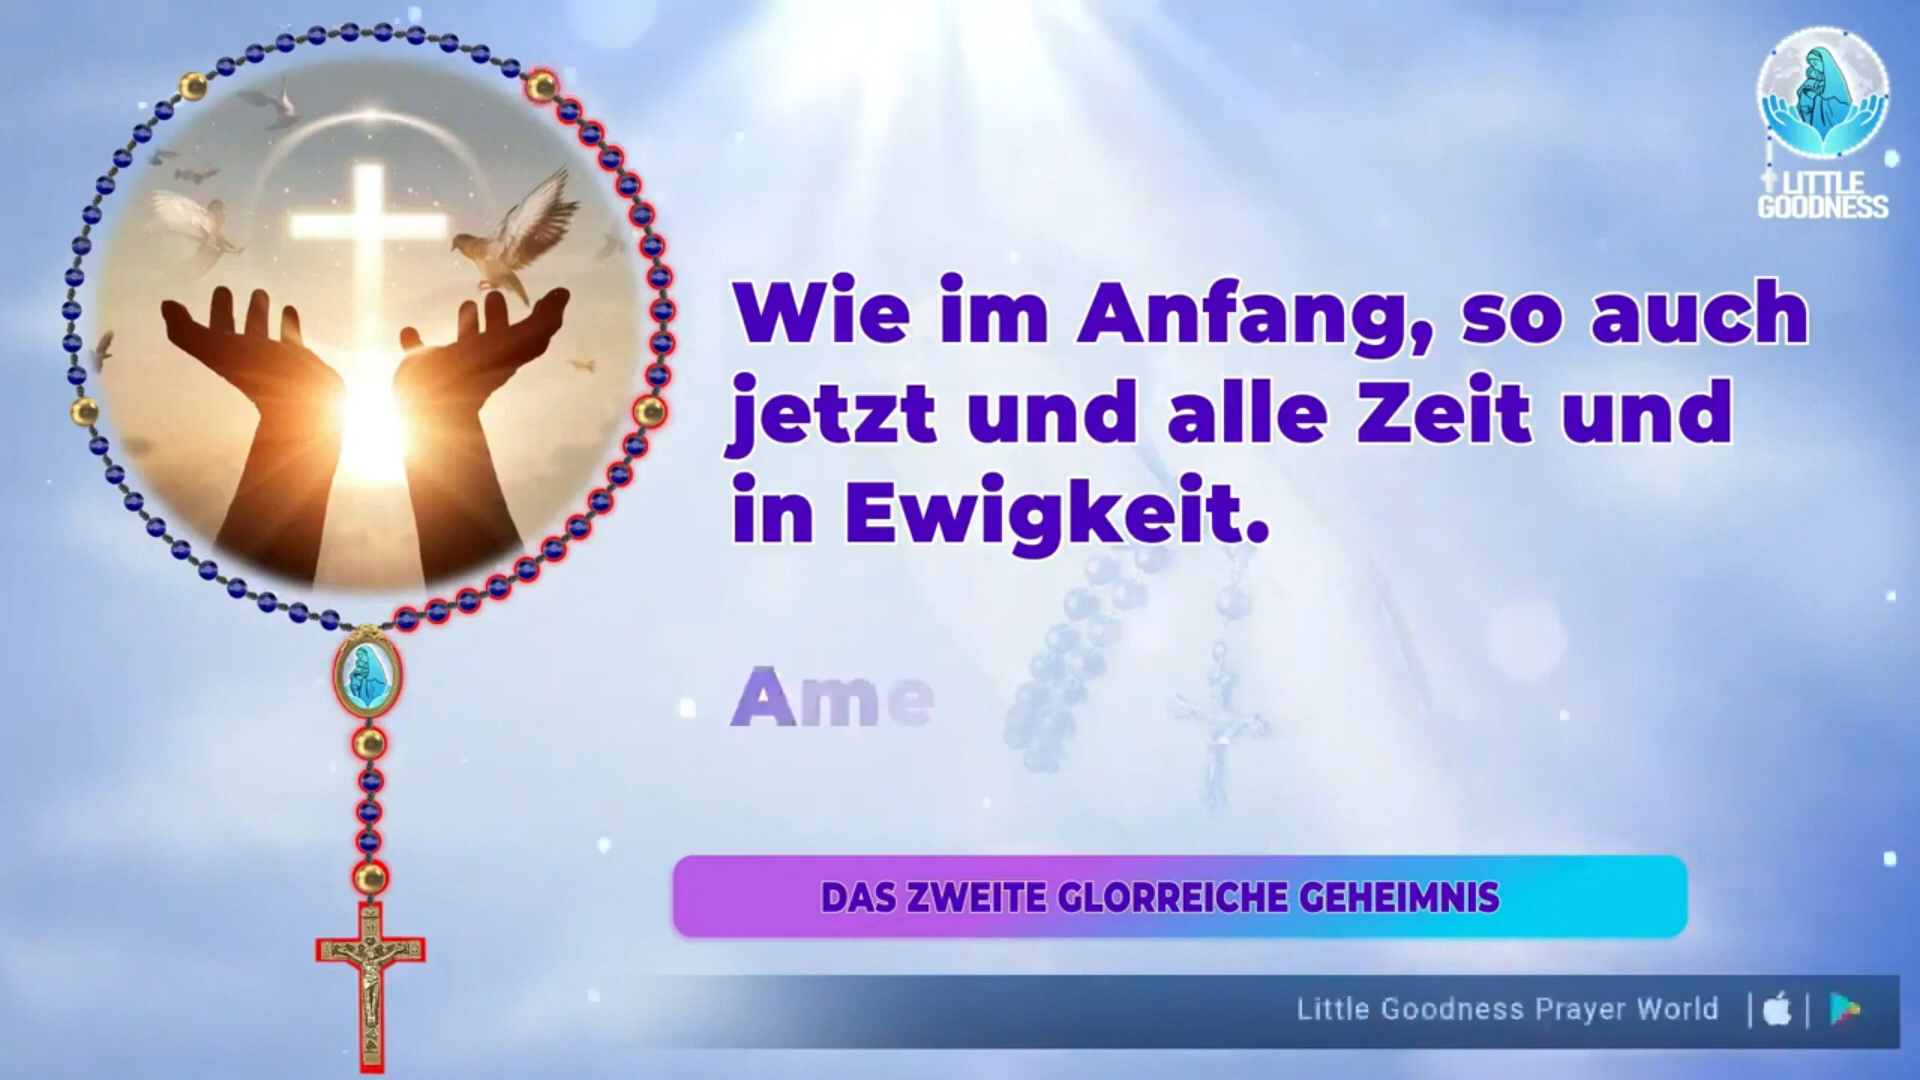 LITTLE
GOODNESS
Wie im Anfang, so auch
jetzt und alle Zeit und
in Ewigkeit.
Ame
DAS ZWEITE GLORREICHE GEHEIMNIS
Little Goodness Prayer World